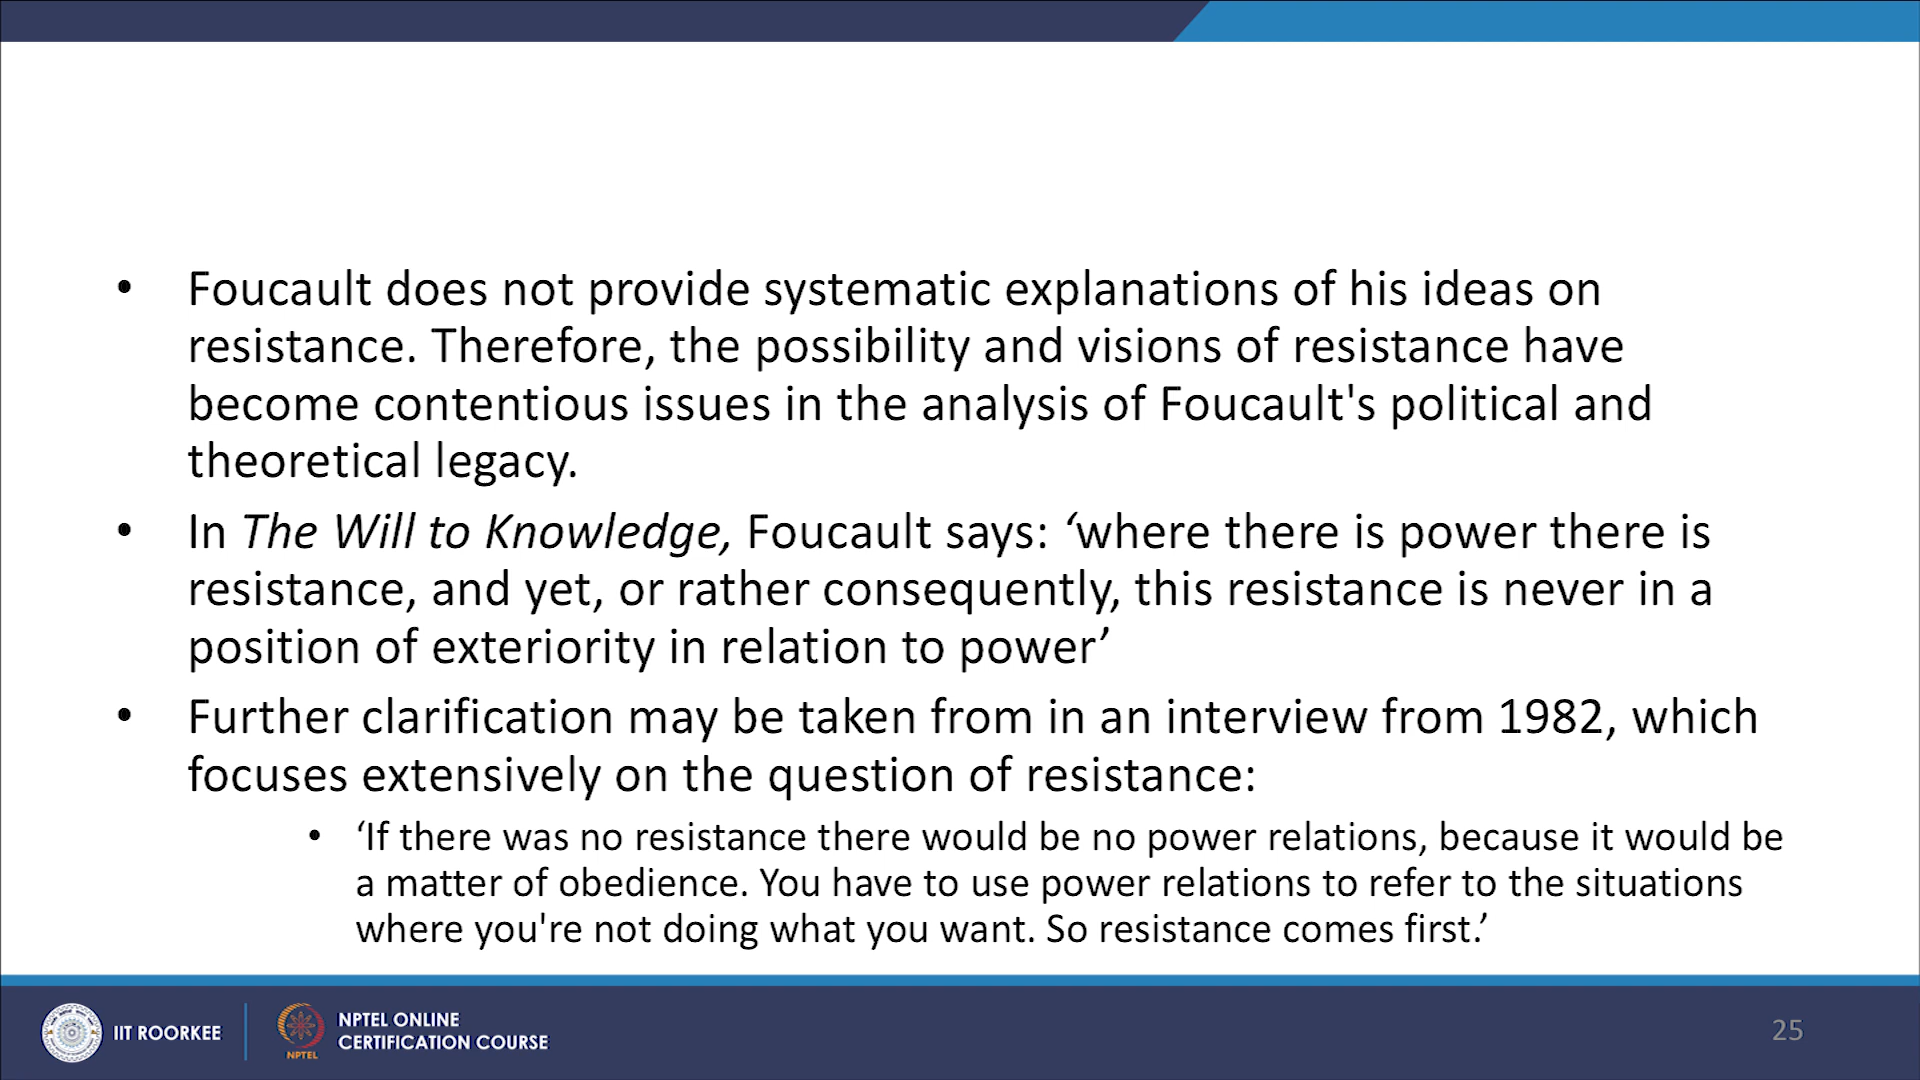 • Foucault does not provide systematic explanations of his ideas on
resistance. Therefore, the possibility and visions of resistance have
become contentious issues in the analysis of Foucault's political and
theoretical legacy.
• In The Will to Knowledge, Foucault says: ‘where there is power there is
resistance, and yet, or rather consequently, this resistance is never in a
position of exteriority in relation to power’
• Further clarification may be taken from in an interview from 1982, which
focuses extensively on the question of resistance:
• ‘If there was no resistance there would be no power relations, because it would be
a matter of obedience. You have to use power relations to refer to the situations
where you're not doing what you want. So resistance comes first.’
IIT ROORKEE
NPTEL
NPTEL ONLINE
CERTIFICATION COURSE
25